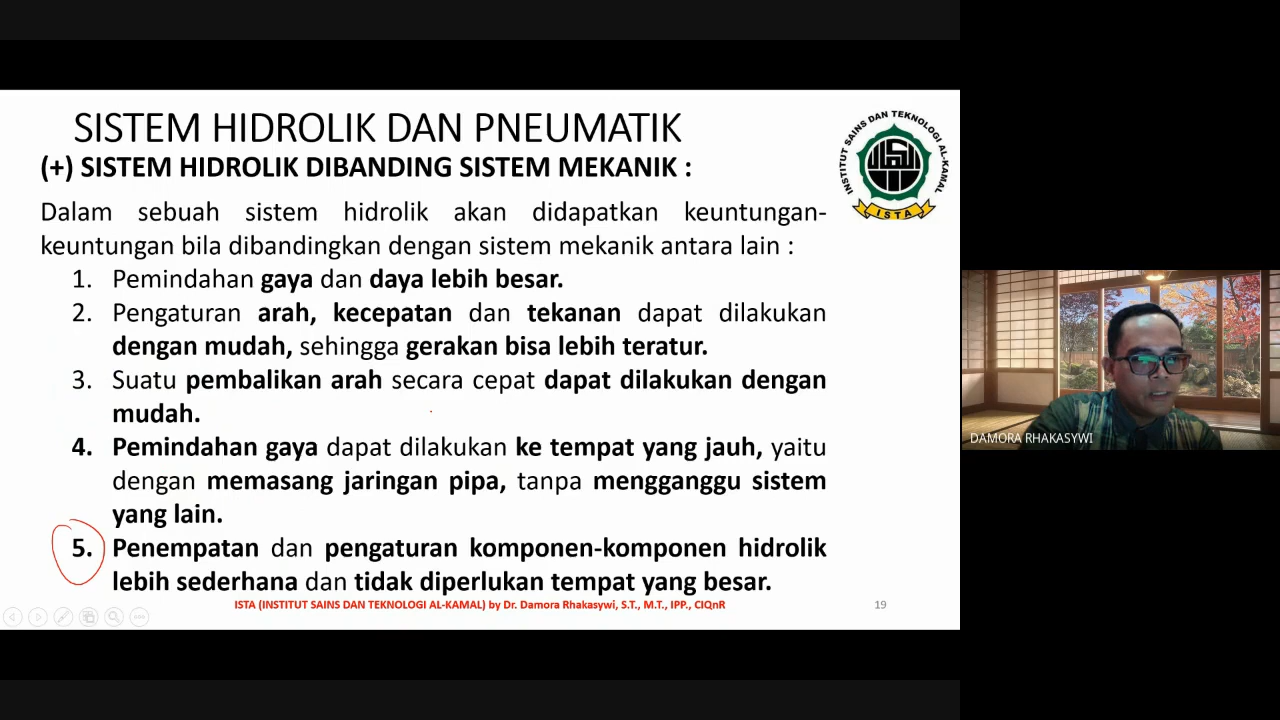 SISTEM HIDROLIK DAN PNEUMATIK
(+) SISTEM HIDROLIK DIBANDING SISTEM MEKANIK :
Dalam sebuah sistem hidrolik akan didapatkan keuntungan-
keuntungan bila dibandingkan dengan sistem mekanik antara lain :
1. Pemindahan gaya dan daya lebih besar.
2. Pengaturan arah, kecepatan dan tekanan dapat dilakukan
dengan mudah, sehingga gerakan bisa lebih teratur.
3. Suatu pembalikan arah secara cepat dapat dilakukan dengan
mudah.
4. Pemindahan gaya dapat dilakukan ke tempat yang jauh, yaitu
dengan memasang jaringan pipa, tanpa mengganggu sistem
yang lain.
5. Penempatan dan pengaturan komponen-komponen hidrolik
lebih sederhana dan tidak diperlukan tempat yang besar.
ISTA (INSTITUT SAINS DAN TEKNOLOGI AL-KAMAL) by Dr. Damora Rhakasywi, S.T., M.T., IPP., CIQnR
19
INSTITUT SAINS DAN TEKNOLOGI AL-KAMAL
ISTA
DAMORA RHAKASYWI